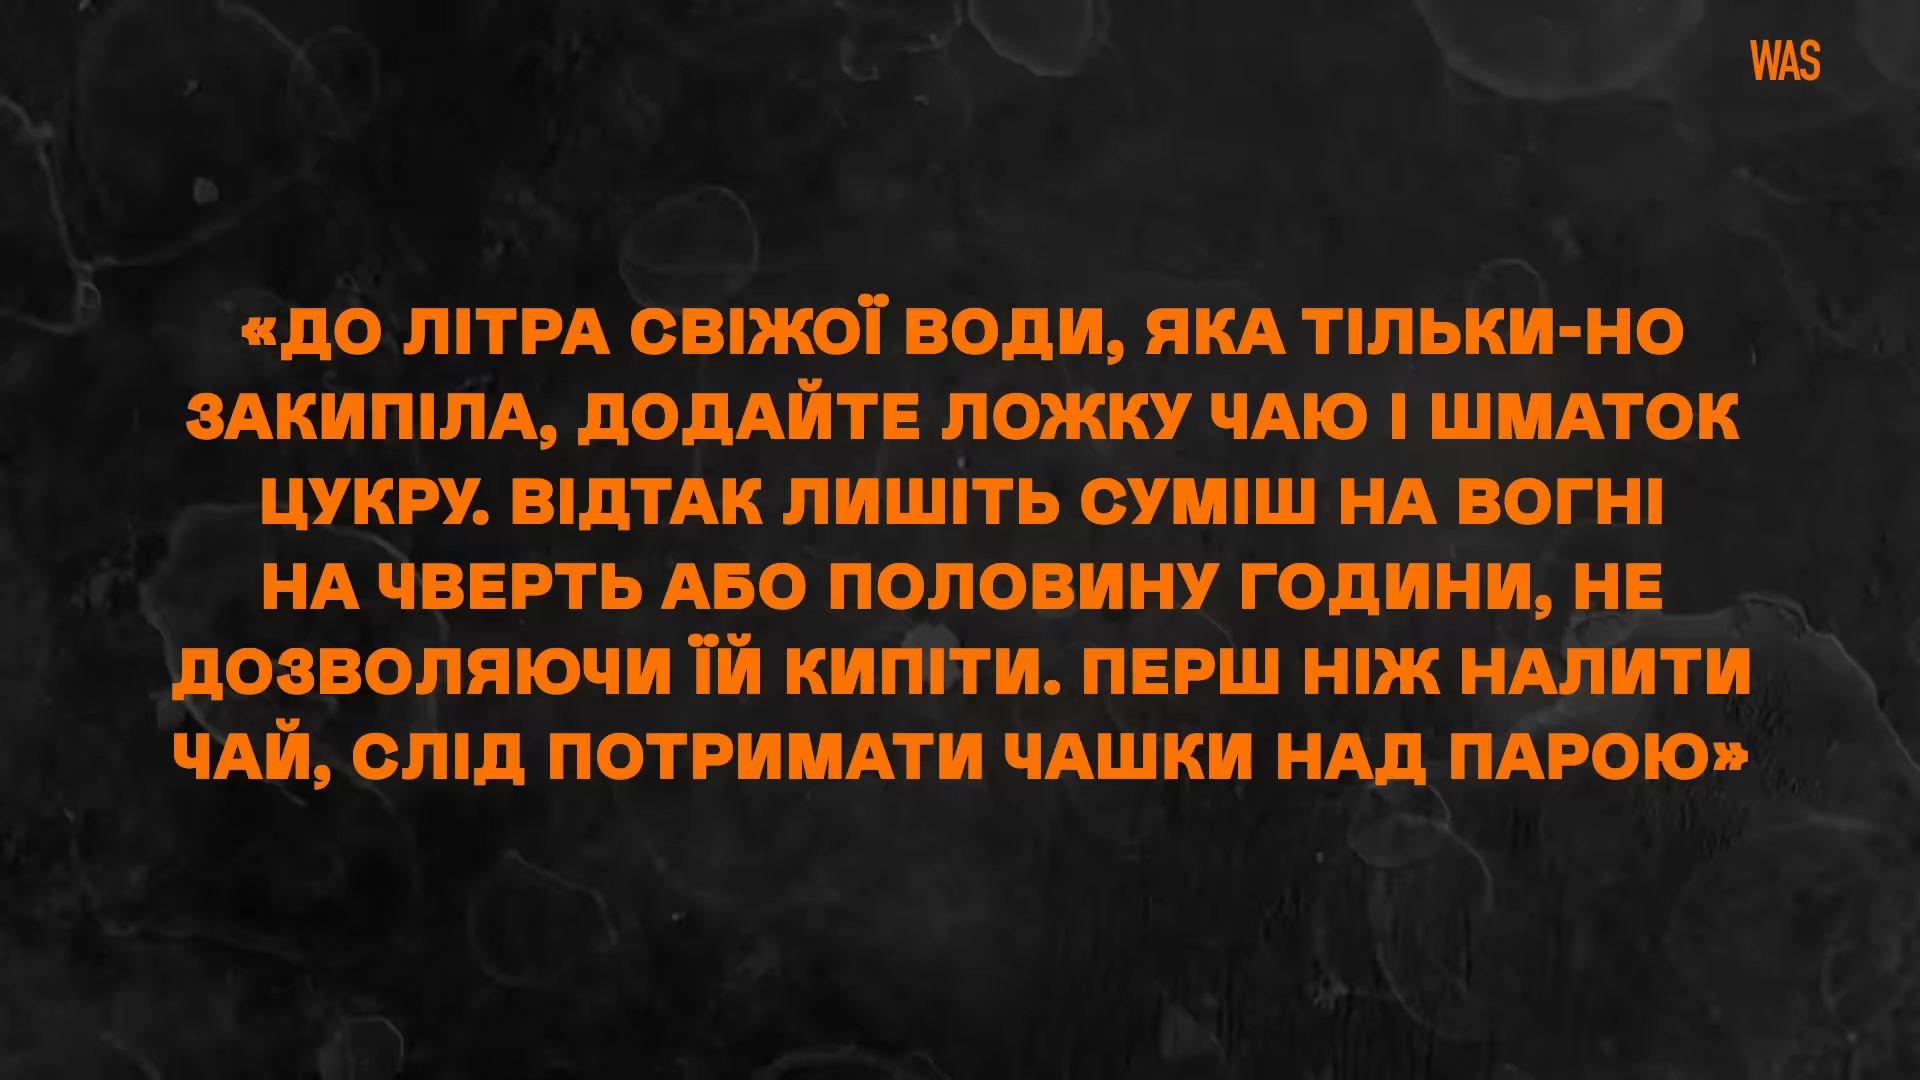 WAS
«ДО ЛІТРА СВІЖОЇ ВОДИ, ЯКА ТІЛЬКИ-НО
ЗАКИПІЛА, ДОДАЙТЕ ЛОЖКУ ЧАЮ І ШМАТОК
ЦУКРУ. ВІДТАК ЛИШІТЬ СУМІШ НА ВОГНІ
НА ЧВЕРТЬ АБО ПОЛОВИНУ ГОДИНИ, НЕ
ДОЗВОЛЯЮЧИ ЇЙ КИПІТИ. ПЕРШ НІЖ НАЛИТИ
ЧАЙ, СЛІД ПОТРИМАТИ ЧАШКИ НАД ПАРОЮ»